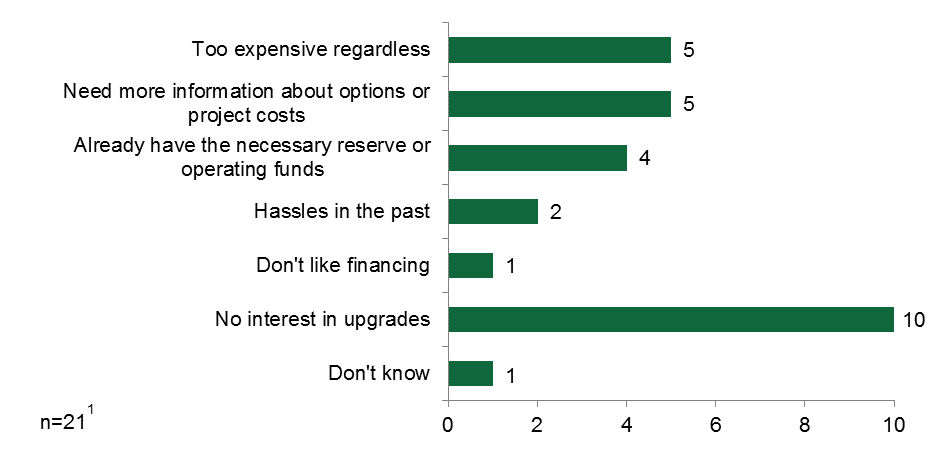 Too expensive regardless
5
Need more information about options or
project costs
5
Already have the necessary reserve or
operating funds
4
Hassles in the past
2
Don't like financing
1
No interest in upgrades
10
Don't know
1
0 2 4 6 8 10
n=21¹